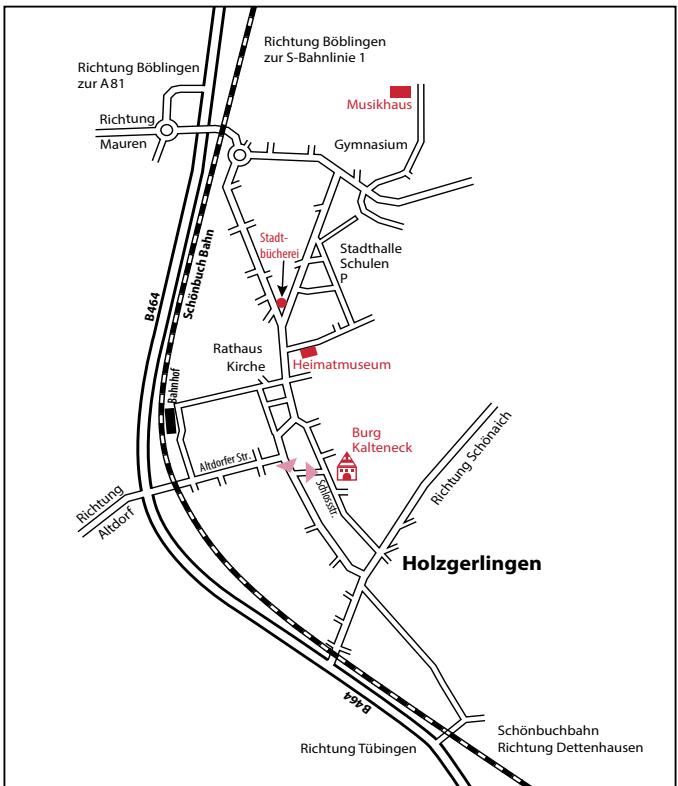 Richtung Böblingen
zur S-Bahnlinie 1
Richtung Böblingen
zur A 81
Musikhaus
Richtung
Mauren
Gymnasium
Stadt-
bücherei
Stadthalle
Schulen
P
Schönbuch Bahn
B464
Rathaus
Kirche
Heimatmuseum
Bahnhof
Burg
Kalteneck
Altdorfer Str.
Schlossstr.
Richtung Schönaich
Richtung
Altdorf
Holzgerlingen
B464
Schönbuchbahn
Richtung Dettenhausen
Richtung Tübingen